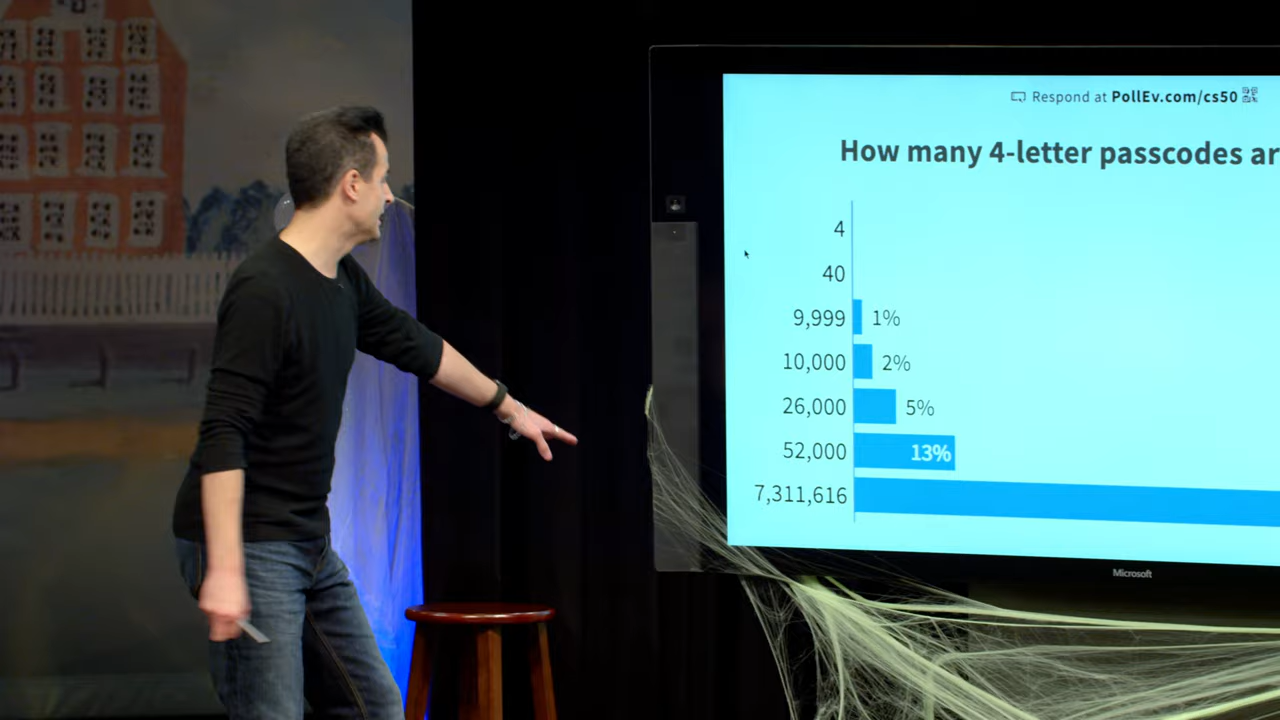 Respond at PollEv.com/cs50
How many 4-letter passcodes ar
4
40
9,999 1%
10,000 2%
26,000 5%
52,000 13%
7,311,616
Microsoft